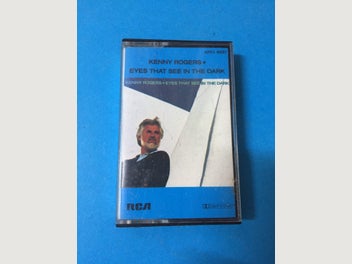 KENNY ROGERS •
EYES THAT SEE IN THE DARK
KENNY ROGERS • EYES THAT SEE IN THE DARK
RCA